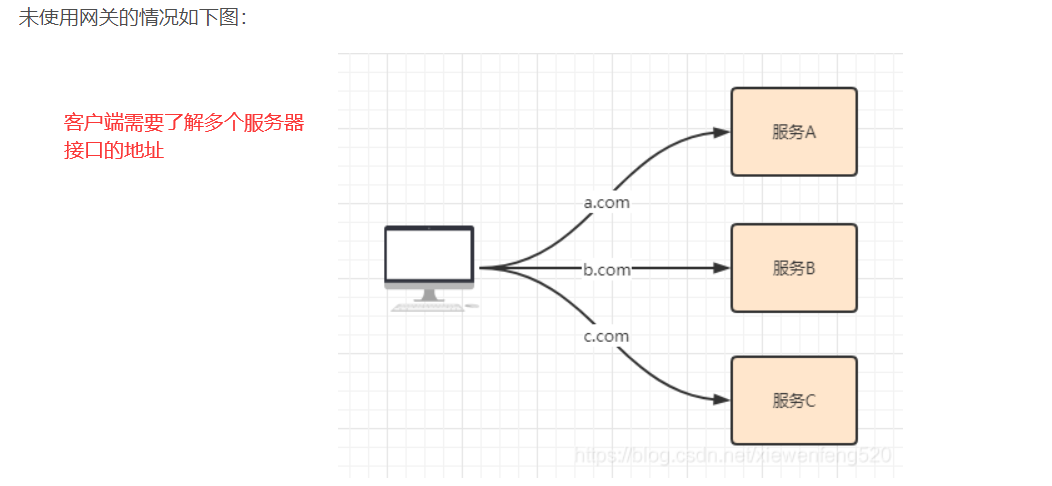 未使用网关的情况如下图：
客户端需要了解多个服务器
接口的地址
服务A
a.com
服务B
b.com
c.com
服务C
https://blog.csdn.net/xiewenfeng520